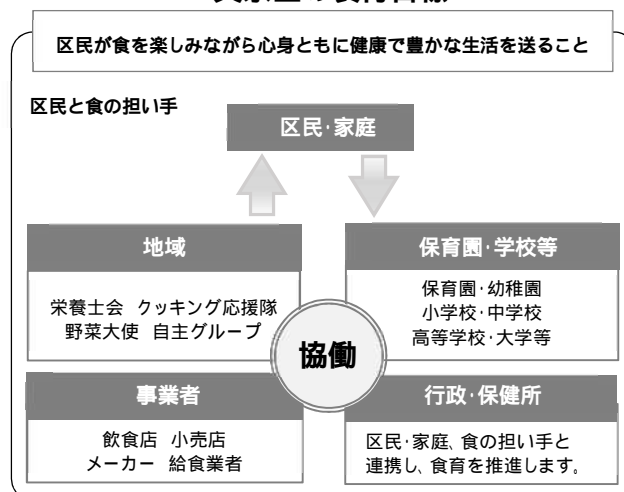 区民が食を楽しみながら心身ともに健康で豊かな生活を送ること
区民と食の担い手
区民・家庭
地域
栄養士会 クッキング応援隊
野菜大使 自主グループ
保育園・学校等
保育園・幼稚園
小学校・中学校
高等学校・大学等
協働
事業者
飲食店 小売店
メーカー 給食業者
行政・保健所
区民・家庭、食の担い手と
連携し、食育を推進します。